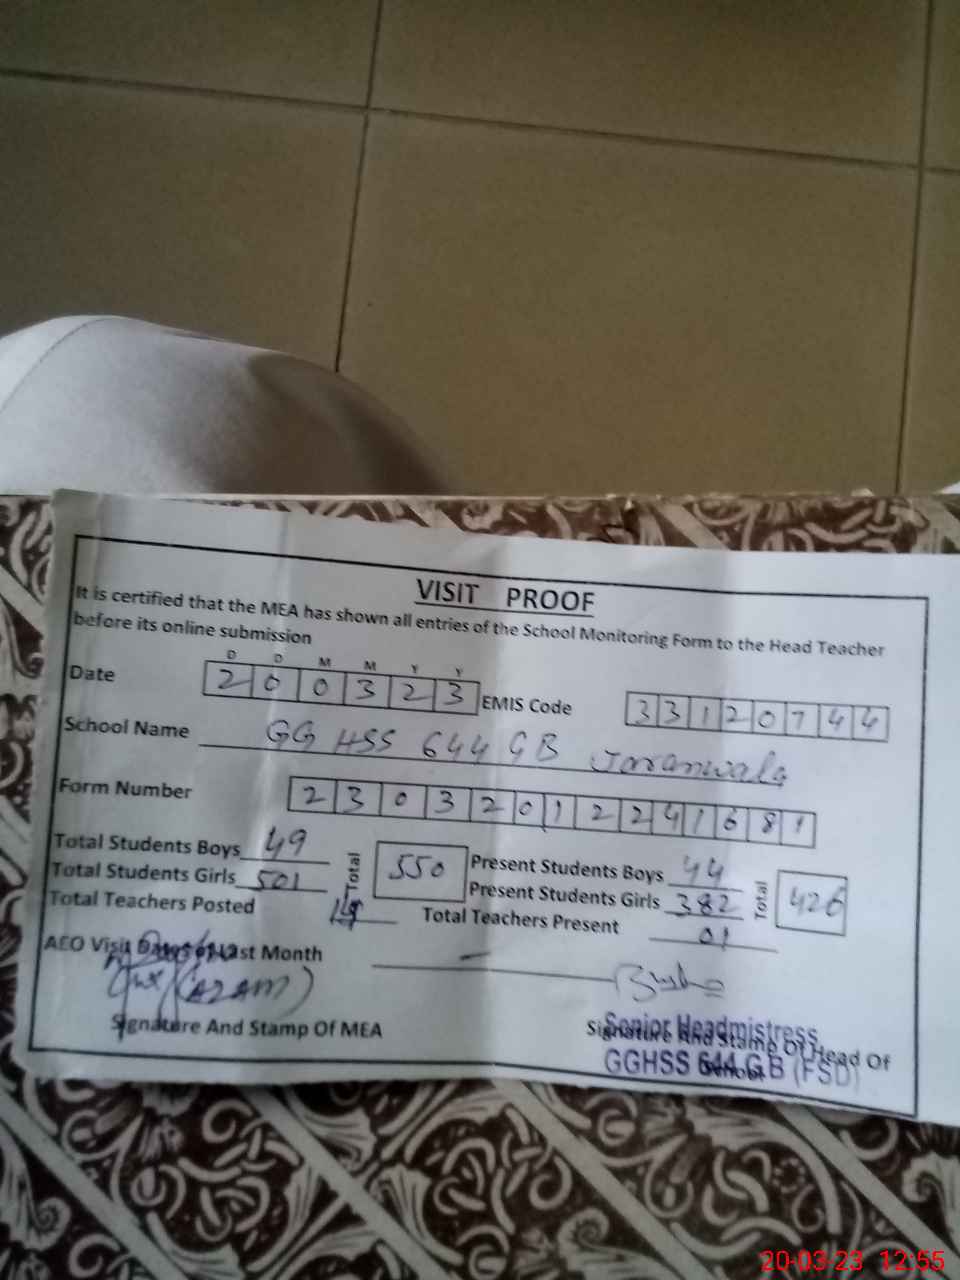 VISIT PROOF
It is certified that the MEA has shown all entries of the School Monitoring Form to the Head Teacher
before its online submission
D D M M Y Y
Date 2 0 0 3 2 3 EMIS Code 3 3 1 2 0 7 4 4
School Name GGHSS 644 GB Jaranwala
Form Number 2 3 0 3 2 0 1 2 2 4 1 6 8 1
Total Students Boys 49 Total 550 Present Students Boys 44 Total 426
Total Students Girls 501 Present Students Girls 382
Total Teachers Posted Total Teachers Present 01
AEO Visit Last Month –
(AZAM)
Signature And Stamp Of MEA Signature And Stamp Of Head Of
School
Senior Headmistress
GGHSS 644 G B (FSD)
20-03-23 12:55